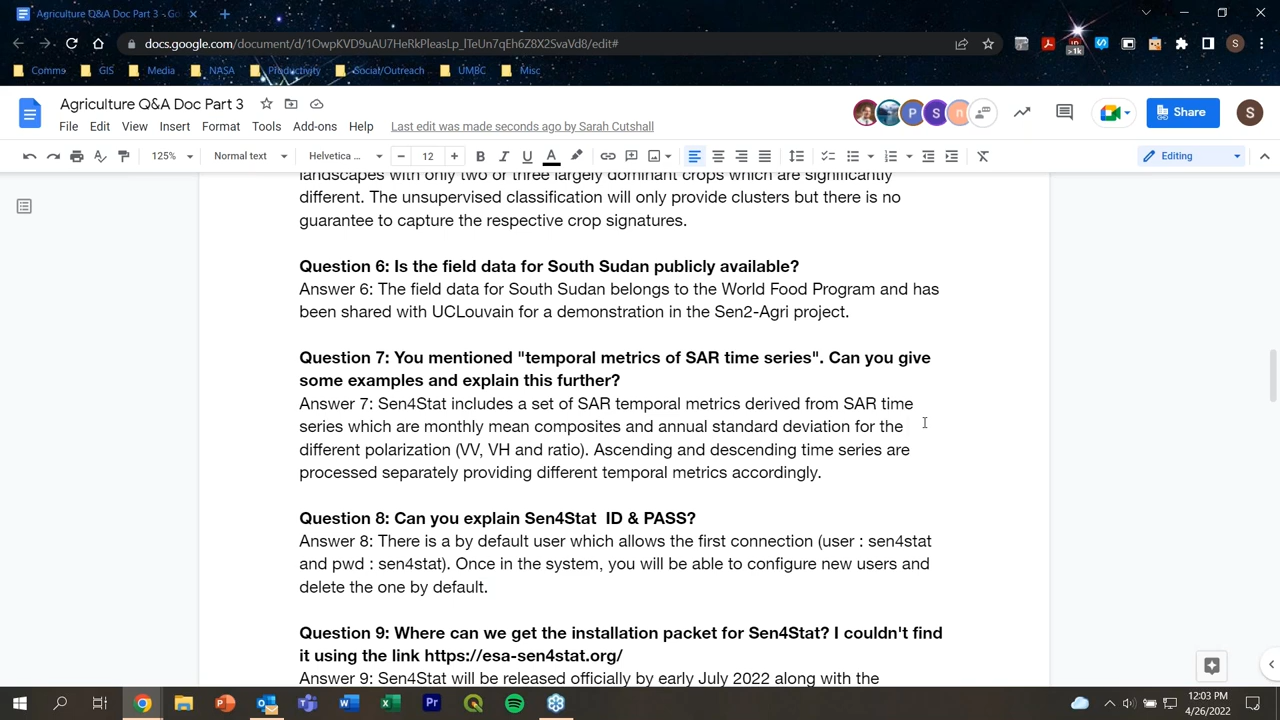 Agriculture Q&A Doc Part 3 - Go
docs.google.com/document/d/1OwpKVD9uAU7HeRkPleasLp_lTeUn7qEh6Z8X2SvaVd8/edit#
>1k
S
Comms
GIS
Media
NASA
Productivity
Social/Outreach
UMBC
Misc
Agriculture Q&A Doc Part 3
File Edit View Insert Format Tools Add-ons Help Last edit was made seconds ago by Sarah Cutshall
P S n
Share
S
125% Normal text Helvetica ... 12 B I U A Editing
landscapes with only two or three largely dominant crops which are significantly
different. The unsupervised classification will only provide clusters but there is no
guarantee to capture the respective crop signatures.
Question 6: Is the field data for South Sudan publicly available?
Answer 6: The field data for South Sudan belongs to the World Food Program and has
been shared with UCLouvain for a demonstration in the Sen2-Agri project.
Question 7: You mentioned "temporal metrics of SAR time series". Can you give
some examples and explain this further?
Answer 7: Sen4Stat includes a set of SAR temporal metrics derived from SAR time
series which are monthly mean composites and annual standard deviation for the
different polarization (VV, VH and ratio). Ascending and descending time series are
processed separately providing different temporal metrics accordingly.
Question 8: Can you explain Sen4Stat  ID & PASS?
Answer 8: There is a by default user which allows the first connection (user : sen4stat
and pwd : sen4stat). Once in the system, you will be able to configure new users and
delete the one by default.
Question 9: Where can we get the installation packet for Sen4Stat? I couldn't find
it using the link https://esa-sen4stat.org/
Answer 9: Sen4Stat will be released officially by early July 2022 along with the
12:03 PM
4/26/2022